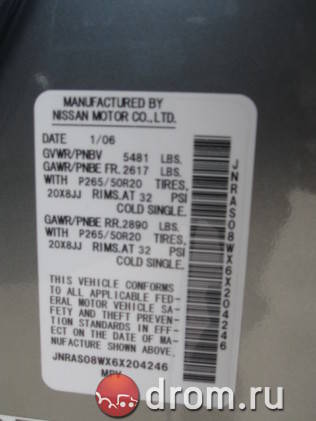 MANUFACTURED BY
NISSAN MOTOR CO., LTD.
DATE 1/06
GVWR/PNBV 5481 LBS.
GAWR/PNBE FR. 2617 LBS.
WITH P265/50R20 TIRES,
20X8JJ RIMS. AT 32 PSI
COLD SINGLE.
GAWR/PNBE RR. 2890 LBS.
WITH P265/50R20 TIRES,
20X8JJ RIMS. AT 32 PSI
COLD SINGLE.
THIS VEHICLE CONFORMS
TO ALL APPLICABLE FED-
ERAL MOTOR VEHICLE SA-
FETY AND THEFT PREVEN-
TION STANDARDS IN EFF-
ECT ON THE DATE OF MA-
NUFACTURE SHOWN ABOVE.
JNRAS08WX6X204246
MPV
JNRAS08WX6X204246
drom.ru